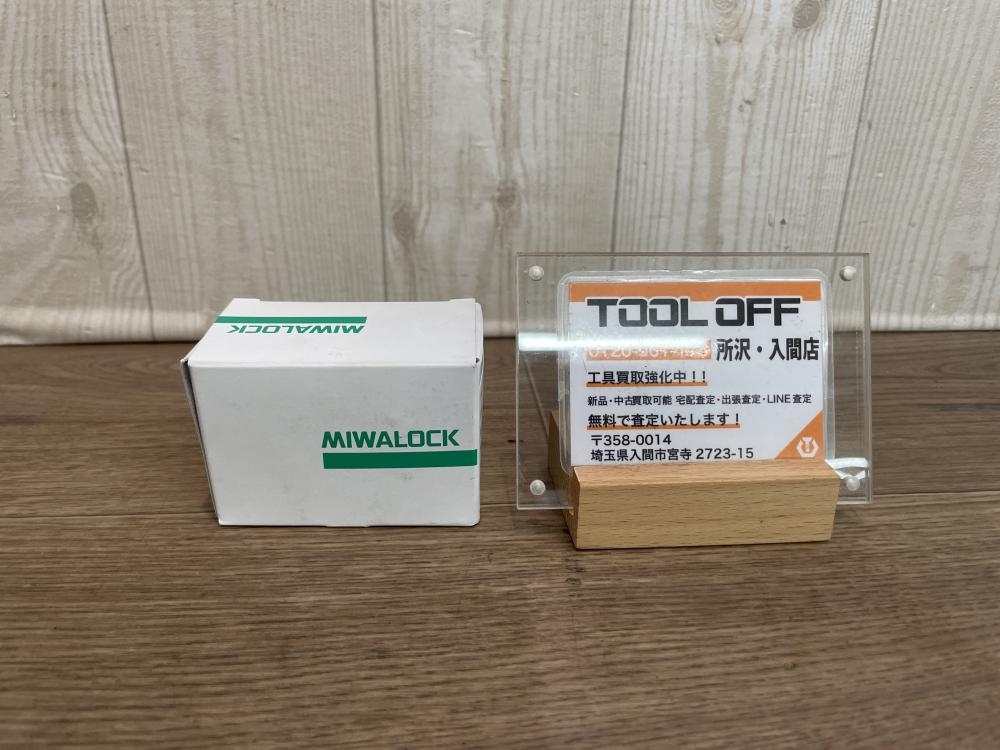 MIWALOCK
MIWALOCK
TOOL OFF
所沢・入間店
工具買取強化中！！
新品・中古買取可能 宅配査定・出張査定・LINE査定
無料で査定いたします！
〒358-0014
埼玉県入間市宮寺 2723-15